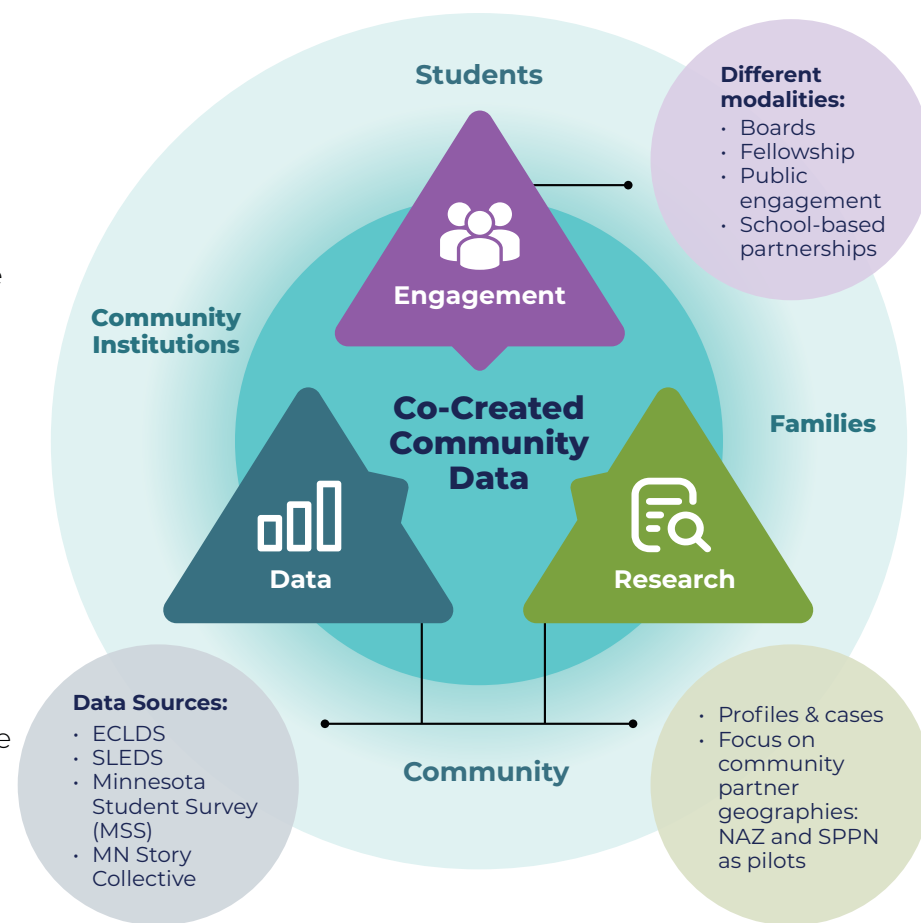 Students
Different
modalities:
• Boards
• Fellowship
• Public
engagement
• School-based
partnerships
Engagement
Community
Institutions
Co-Created
Community
Data
Families
Data
Research
Data Sources:
• ECLDS
• SLEDS
• Minnesota
Student Survey
(MSS)
• MN Story
Collective
Community
• Profiles & cases
• Focus on
community
partner
geographies:
NAZ and SPPN
as pilots